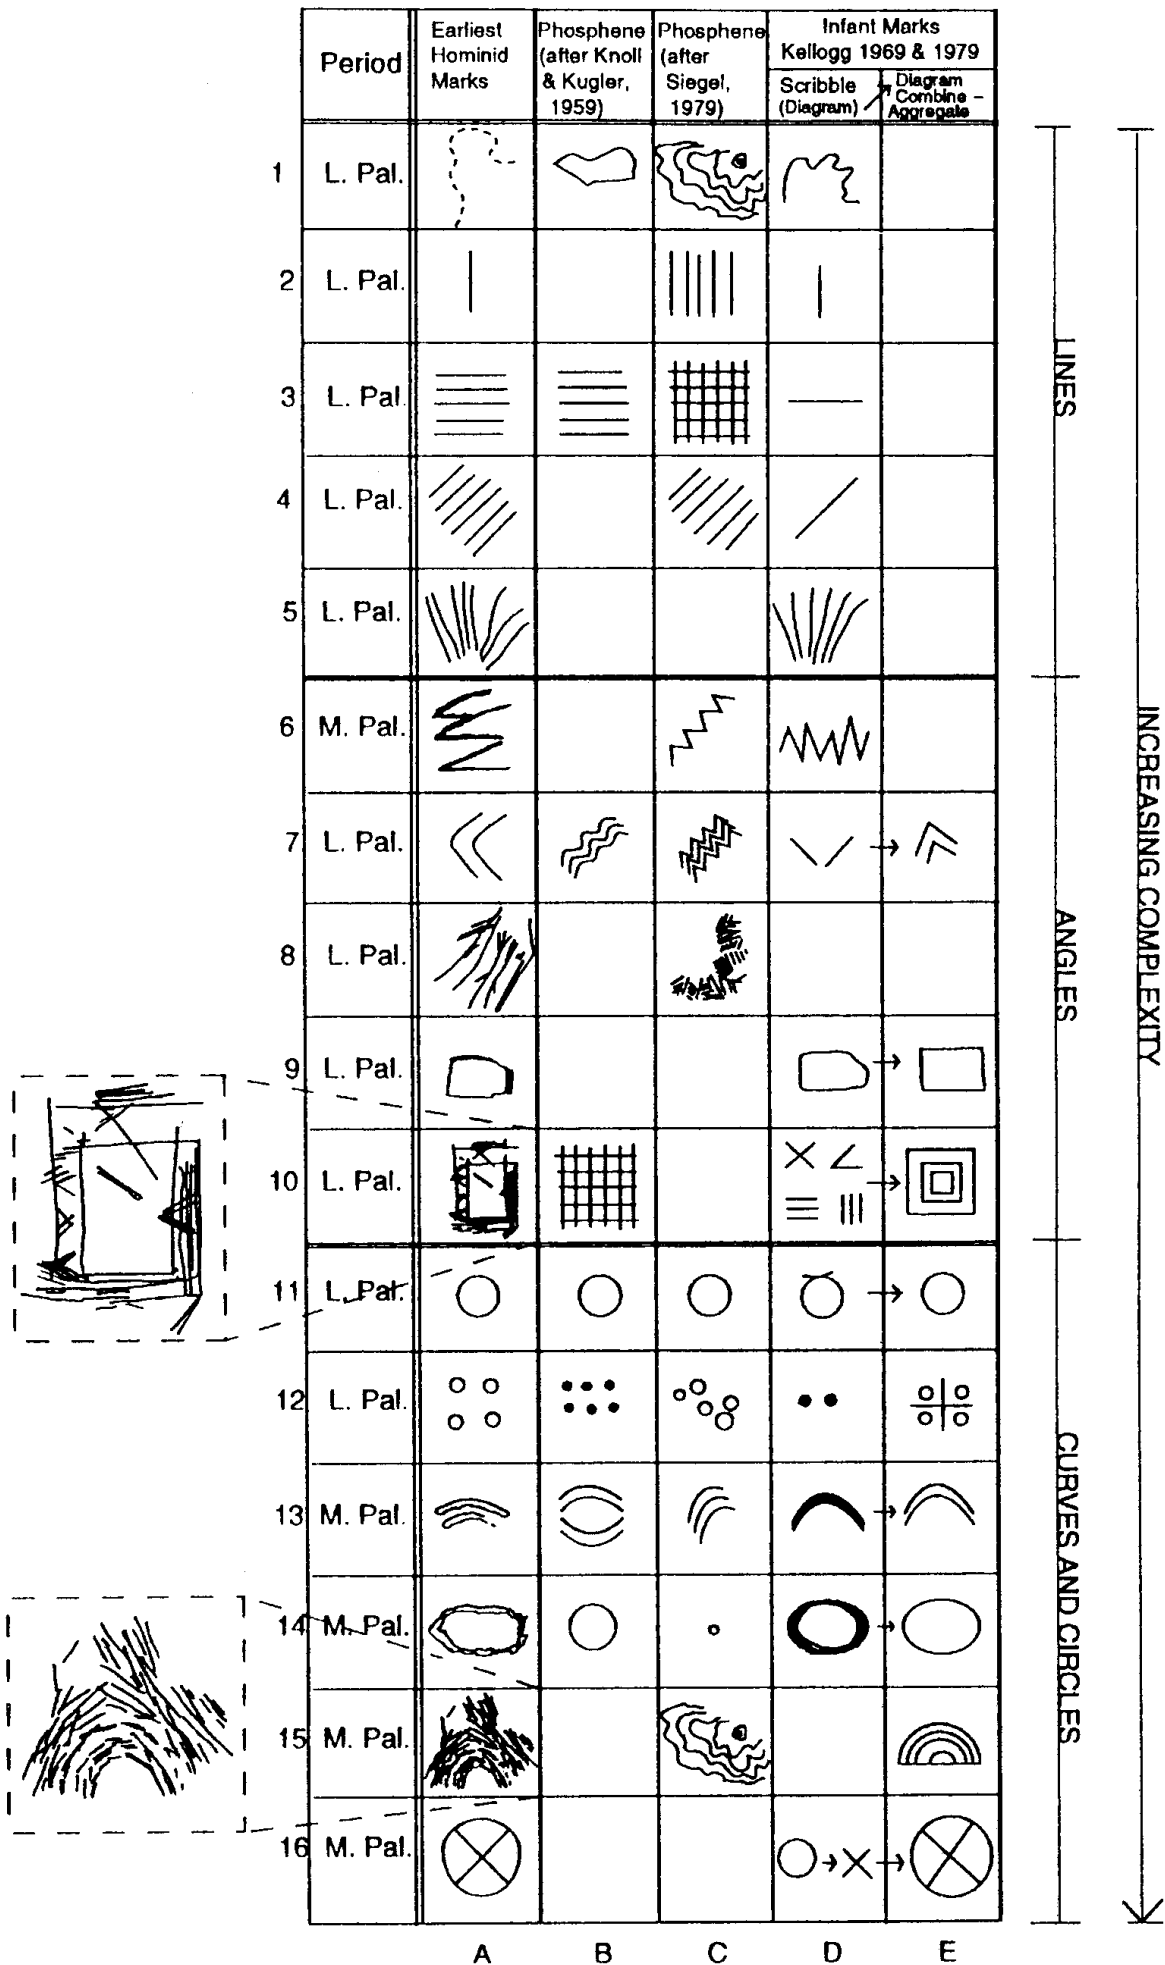 Period
Earliest
Hominid
Marks
Phosphene
(after Knoll
& Kugler,
1959)
Phosphene
(after
Siegel,
1979)
Infant Marks
Kellogg 1969 & 1979
Scribble
(Diagram)
Diagram
Combine –
Aggregate
1 L. Pal.
2 L. Pal.
3 L. Pal.
4 L. Pal.
5 L. Pal.
6 M. Pal.
7 L. Pal.
8 L. Pal.
9 L. Pal.
10 L. Pal.
11 L. Pal.
12 L. Pal.
13 M. Pal.
14 M. Pal.
15 M. Pal.
16 M. Pal.
A B C D E
LINES
ANGLES
CURVES AND CIRCLES
INCREASING COMPLEXITY